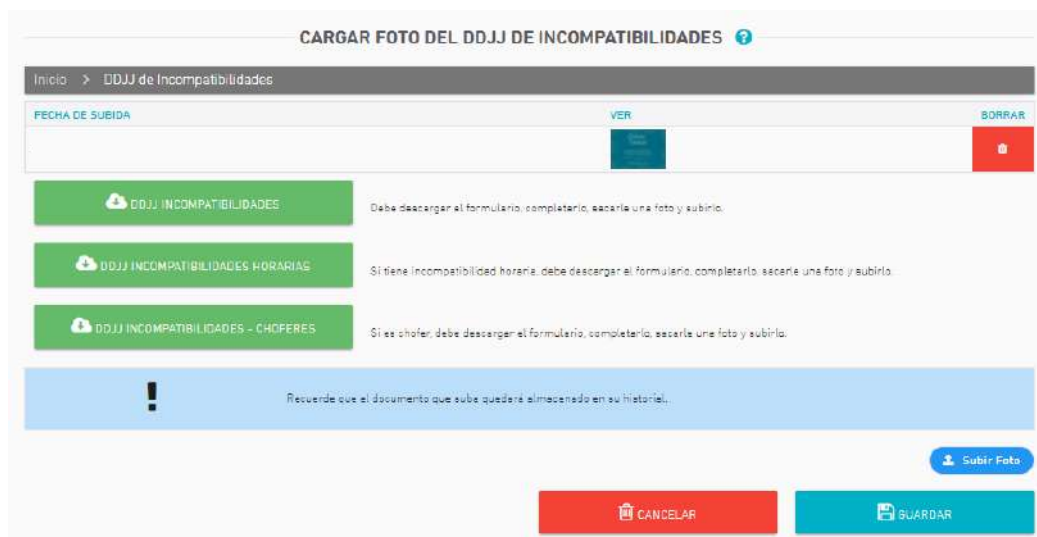 CARGAR FOTO DEL DDJJ DE INCOMPATIBILIDADES ?
Inicio > DDJJ de Incompatibilidades
FECHA DE SUBIDA VER BORRAR
DDJJ INCOMPATIBILIDADES Debe descargar el formulario, completarlo, sacarle una foto y subirlo.
DDJJ INCOMPATIBILIDADES HORARIAS Si tiene incompatibilidad horaria, debe descargar el formulario, completarlo, sacarle una foto y subirlo.
DDJJ INCOMPATIBILIDADES - CHOFERES Si es chofer, debe descargar el formulario, completarlo, sacarle una foto y subirlo.
! Recuerde que el documento que suba quedará almacenado en su historial.
Subir Foto
CANCELAR GUARDAR